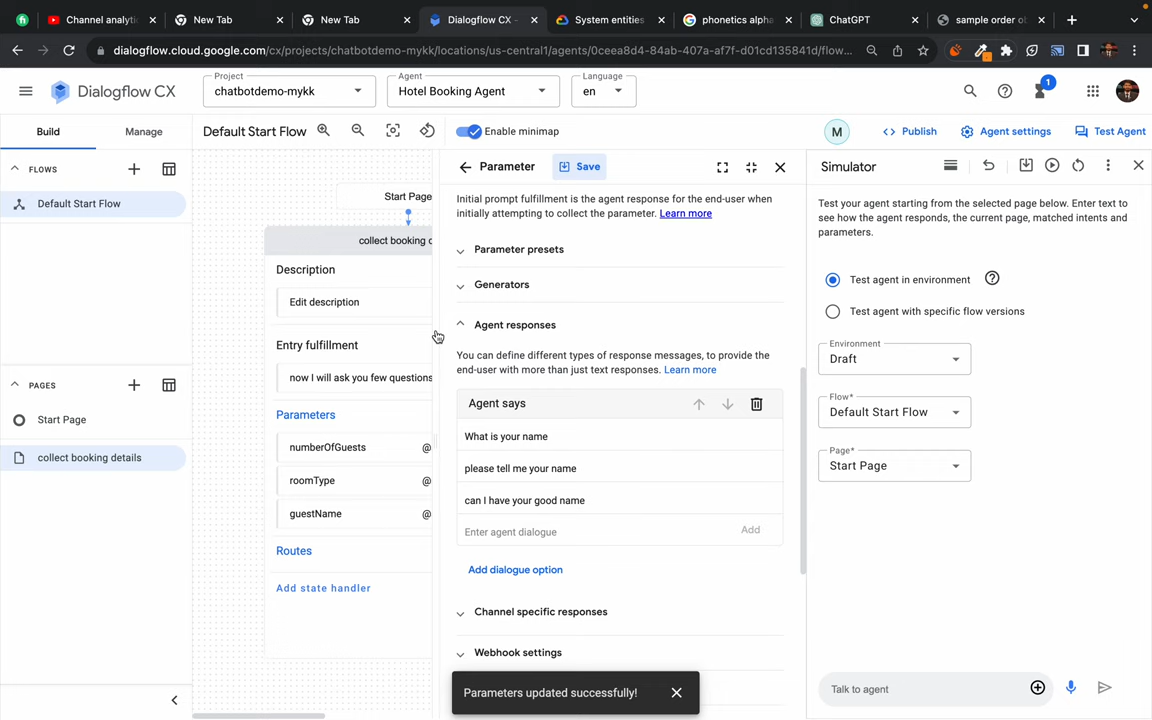 Channel analytic
New Tab
New Tab
Dialogflow CX -
System entities
phonetics alpha
ChatGPT
sample order ob
dialogflow.cloud.google.com/cx/projects/chatbotdemo-mykk/locations/us-central1/agents/0ceea8d4-84ab-407a-af7f-d01cd135841d/flow...
Dialogflow CX
Project
chatbotdemo-mykk
Agent
Hotel Booking Agent
Language
en
1
Build
Manage
Default Start Flow
Enable minimap
M
Publish
Agent settings
Test Agent
FLOWS
Default Start Flow
PAGES
Start Page
collect booking details
Start Page
collect booking
Description
Edit description
Entry fulfillment
now I will ask you few questions
Parameters
numberOfGuests @
roomType @
guestName @
Routes
Add state handler
Parameter
Save
Initial prompt fulfillment is the agent response for the end-user when
initially attempting to collect the parameter. Learn more
Parameter presets
Generators
Agent responses
You can define different types of response messages, to provide the
end-user with more than just text responses. Learn more
Agent says
What is your name
please tell me your name
can I have your good name
Enter agent dialogue
Add
Add dialogue option
Channel specific responses
Webhook settings
Parameters updated successfully!
Simulator
Test your agent starting from the selected page below. Enter text to
see how the agent responds, the current page, matched intents and
parameters.
Test agent in environment
Test agent with specific flow versions
Environment
Draft
Flow*
Default Start Flow
Page*
Start Page
Talk to agent